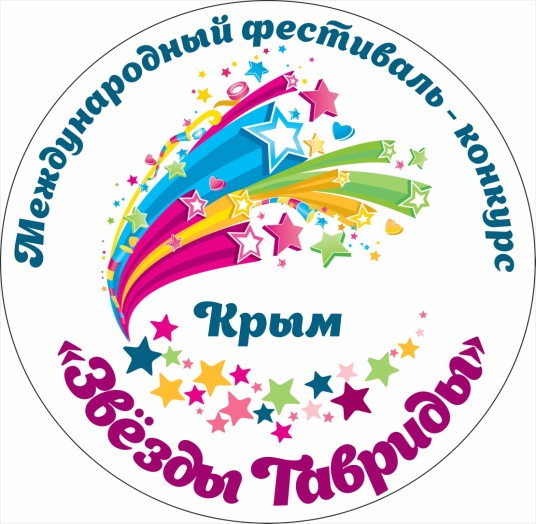 Международный фестиваль - конкурс
Крым
«Звёзды Тавриды»